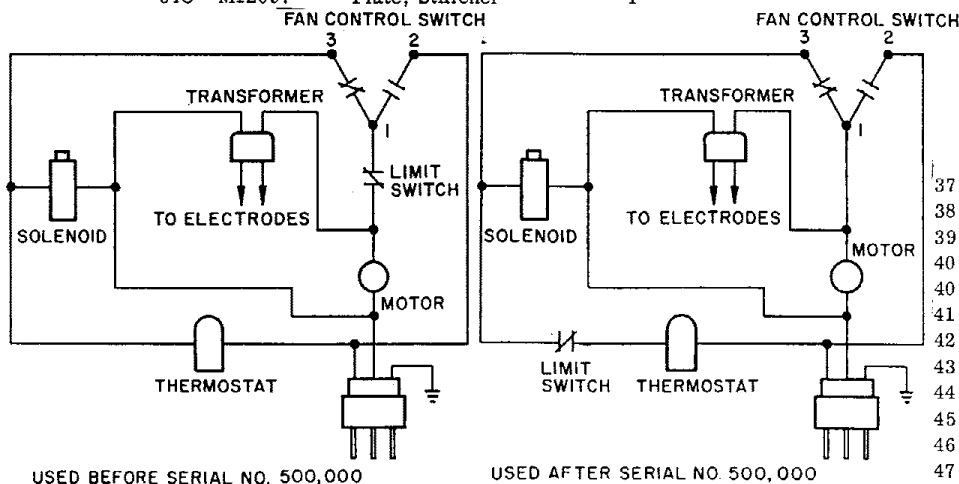 Plate, Burner
FAN CONTROL SWITCH
3 2
TRANSFORMER
1
LIMIT
SWITCH
TO ELECTRODES
SOLENOID
MOTOR
THERMOSTAT
USED BEFORE SERIAL NO. 500,000
FAN CONTROL SWITCH
3 2
TRANSFORMER
1
TO ELECTRODES
SOLENOID
MOTOR
LIMIT
SWITCH
THERMOSTAT
USED AFTER SERIAL NO. 500,000
37
38
39
40
40
41
42
43
44
45
46
47